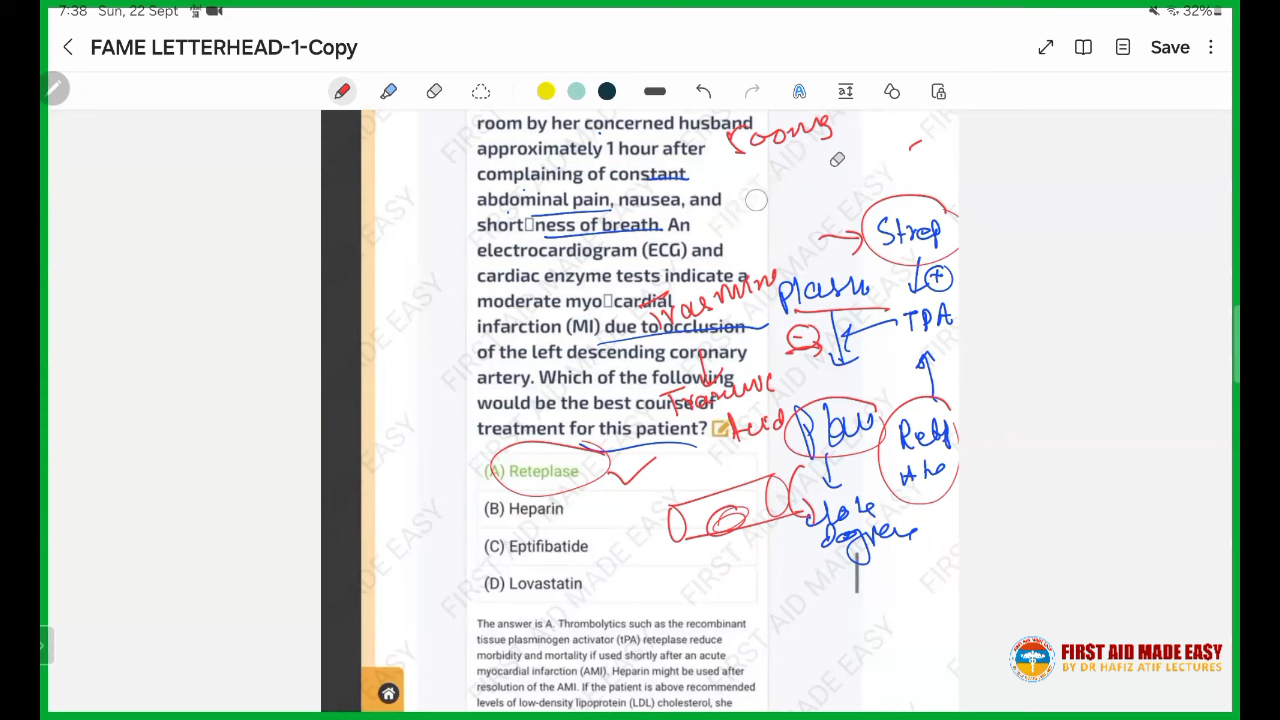 7:38 Sun, 22 Sept
32%
FAME LETTERHEAD-1-Copy
Save
room by her concerned husband
approximately 1 hour after
complaining of constant
abdominal pain, nausea, and
short▯ness of breath. An
electrocardiogram (ECG) and
cardiac enzyme tests indicate a
moderate myo▯cardial
infarction (MI) due to occlusion
of the left descending coronary
artery. Which of the following
would be the best course of
treatment for this patient?
(A) Reteplase
(B) Heparin
(C) Eptifibatide
(D) Lovastatin
The answer is A. Thrombolytics such as the recombinant
tissue plasminogen activator (tPA) reteplase reduce
morbidity and mortality if used shortly after an acute
myocardial infarction (AMI). Heparin might be used after
resolution of the AMI. If the patient is above recommended
levels of low-density lipoprotein (LDL) cholesterol, she
Strep
+
TPA
Acid
FIRST AID MADE EASY
BY DR HAFIZ ATIF LECTURES